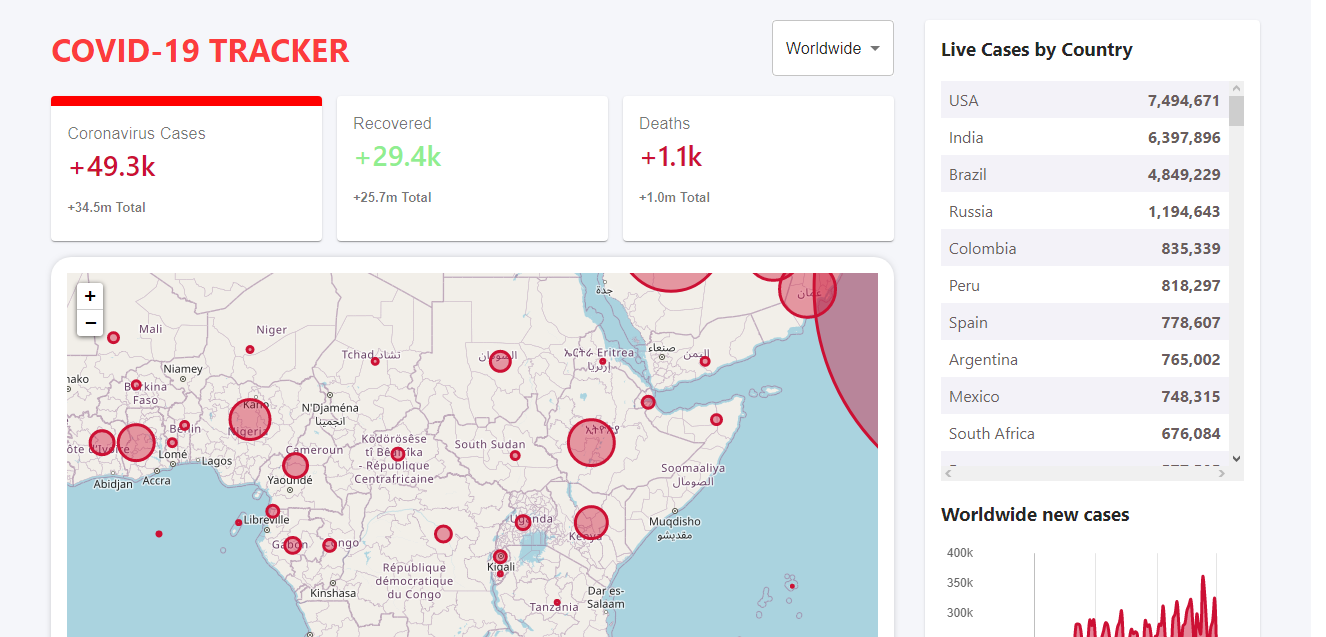 COVID-19 TRACKER
Worldwide
Coronavirus Cases
+49.3k
+34.5m Total
Recovered
+29.4k
+25.7m Total
Deaths
+1.1k
+1.0m Total
+
−
جدة
عمان
Mali
Niger
Tchad تشاد
السودان
ኤርትራ Eritrea
إرتريا
صنعاء
اليمن
Niamey
Burkina
Faso
Kano
N'Djaména
انجمينا
Nigeria
Bénin
Côte d'Ivoire
Lomé
Lagos
Abidjan
Accra
Cameroun
Yaoundé
Ködörösêse
tî Bêafrîka
- République
Centrafricaine
South Sudan
ኢትዮጵያ
Soomaaliya
الصومال
Muqdisho
مقديشو
Libreville
Gabon
Congo
Uganda
Kenya
Kigali
République
démocratique
du Congo
Kinshasa
Tanzania
Dar es-
Salaam
Live Cases by Country
USA 7,494,671
India 6,397,896
Brazil 4,849,229
Russia 1,194,643
Colombia 835,339
Peru 818,297
Spain 778,607
Argentina 765,002
Mexico 748,315
South Africa 676,084
Worldwide new cases
400k
350k
300k